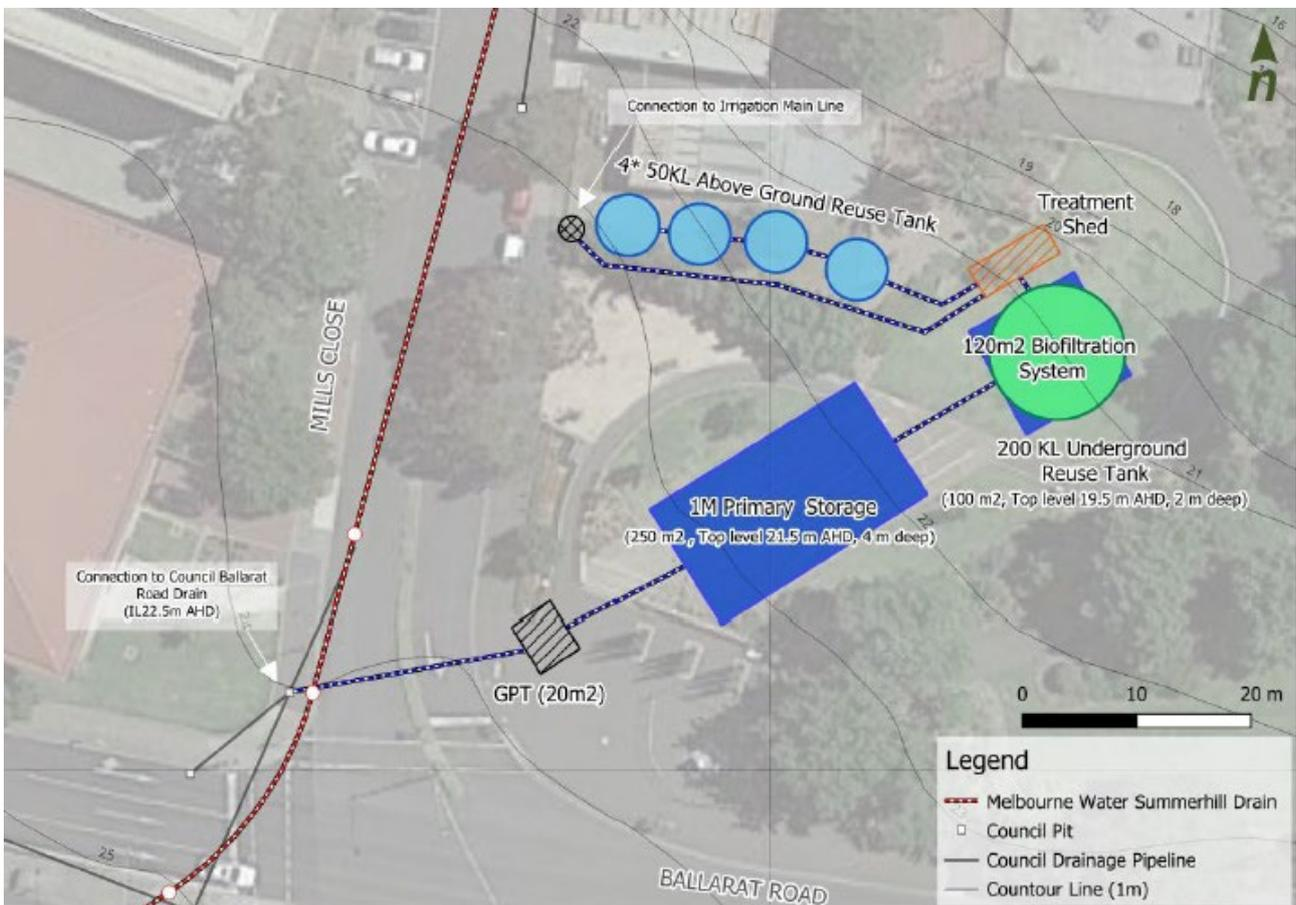 22
16
n
Connection to Irrigation Main Line
4* 50KL Above Ground Reuse Tank
19
18
Treatment
Shed
20
MILLS CLOSE
120m2 Biofiltration
System
200 KL Underground
Reuse Tank
(100 m2, Top level 19.5 m AHD, 2 m deep)
21
1M Primary Storage
(250 m2 , Top level 21.5 m AHD, 4 m deep)
22
Connection to Council Ballarat
Road Drain
(IL22.5m AHD)
GPT (20m2)
0 10 20 m
Legend
Melbourne Water Summerhill Drain
Council Pit
Council Drainage Pipeline
Countour Line (1m)
25
BALLARAT ROAD